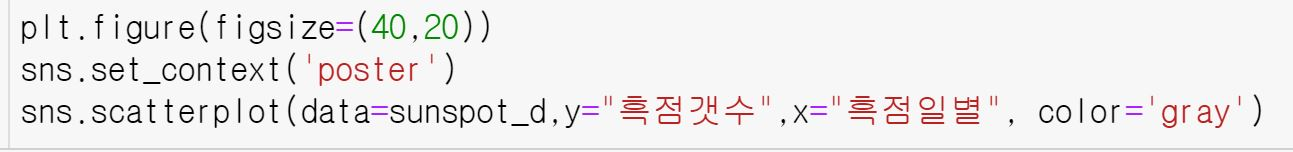 plt.figure(figsize=(40,20))
sns.set_context('poster')
sns.scatterplot(data=sunspot_d,y="흑점갯수",x="흑점일별", color='gray')